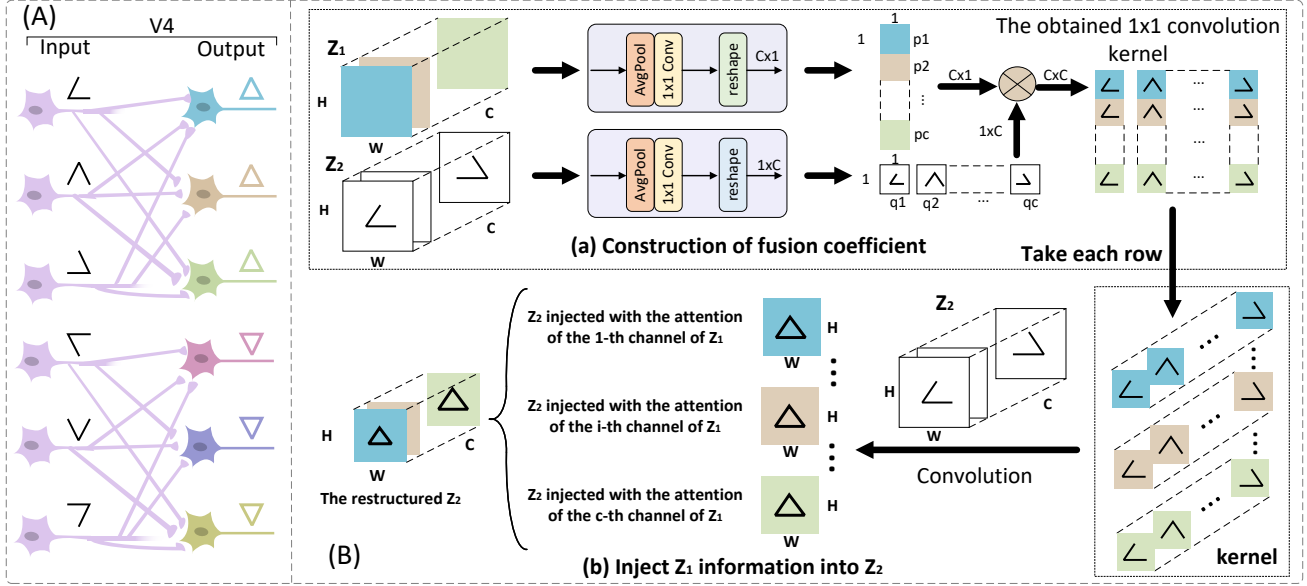 (A)
V4
Input
Output
Z1
H
W
C
AvgPool
1x1 Conv
reshape
Cx1
1
1
p1
p2
⋮
pc
Cx1
CxC
1xC
The obtained 1x1 convolution
kernel
...
...
...
Z2
H
W
C
AvgPool
1x1 Conv
reshape
1xC
1
1
q1
q2
...
qc
(a) Construction of fusion coefficient
Take each row
Z2 injected with the attention
of the 1-th channel of Z1
H
W
Z2 injected with the attention
of the i-th channel of Z1
H
W
Z2 injected with the attention
of the c-th channel of Z1
H
W
H
W
C
The restructured Z2
Z2
H
W
C
Convolution
kernel
(B)
(b) Inject Z1 information into Z2